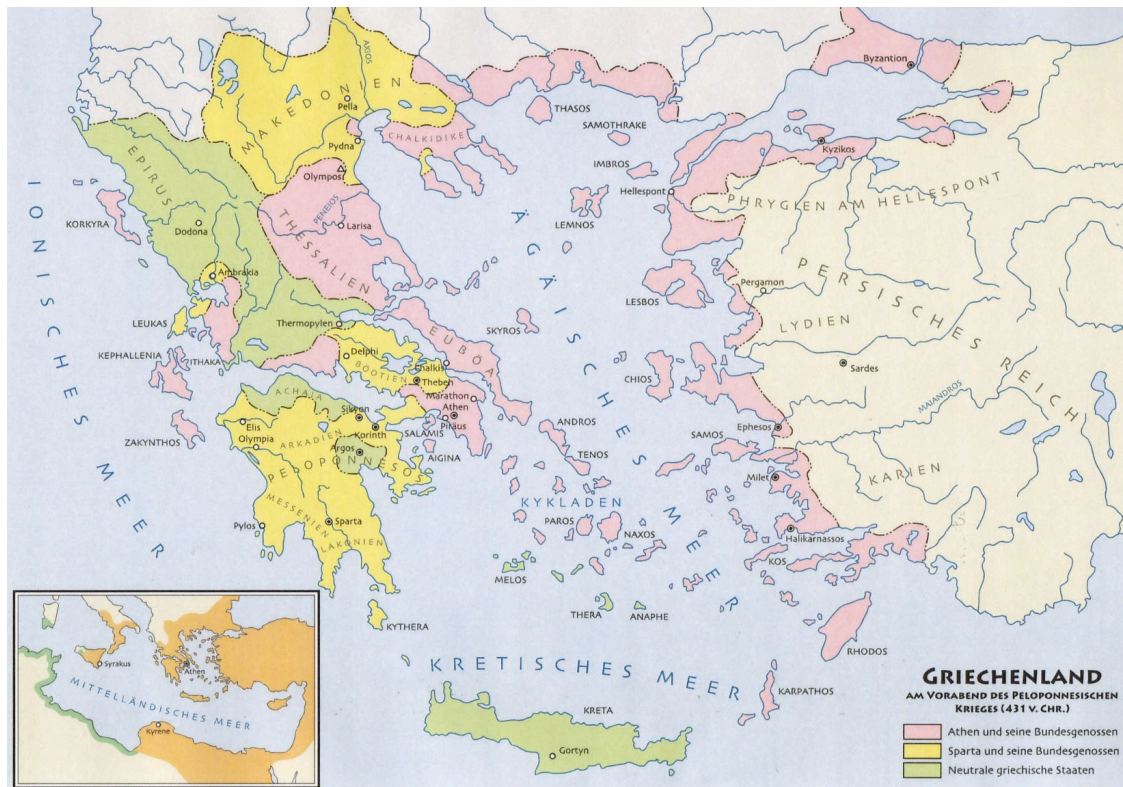 Byzantion
AXIOS
MAKEDONIEN
Pella
THASOS
CHALKIDIKE
SAMOTHRAKE
Pydna
Kyzikos
EPIRUS
IMBROS
Olympos
Hellespont
PHRYGIEN AM HELLESPONT
IONISCHES MEER
KORKYRA
Dodona
THESSALIEN
PENEIOS
Larisa
LEMNOS
ÄGÄISCHES MEER
PERSISCHES REICH
Ambrakia
Pergamon
LESBOS
LEUKAS
Thermopylen
SKYROS
LYDIEN
KEPHALLENIA
ITHAKA
Delphi
EUBÖA
Chalkis
BÖOTIEN
Theben
Sardes
CHIOS
ACHAJA
Marathon
MAIANDROS
Sikyon
Athen
Elis
Korinth
SALAMIS
Piräus
ANDROS
Ephesos
ZAKYNTHOS
Olympia
ARKADIEN
SAMOS
Argos
AIGINA
TENOS
PELOPONNESOS
KARIEN
Milet
MESSENIEN
KYKLADEN
Pylos
Sparta
PAROS
NAXOS
Halikarnassos
LAKONIEN
KOS
MELOS
THERA
ANAPHE
KYTHERA
RHODOS
KRETISCHES MEER
KARPATHOS
KRETA
Gortyn
Syrakus
Athen
MITTELLÄNDISCHES MEER
Kyrene
GRIECHENLAND
AM VORABEND DES PELOPONNESISCHEN
KRIEGES (431 V. CHR.)
Athen und seine Bundesgenossen
Sparta und seine Bundesgenossen
Neutrale griechische Staaten